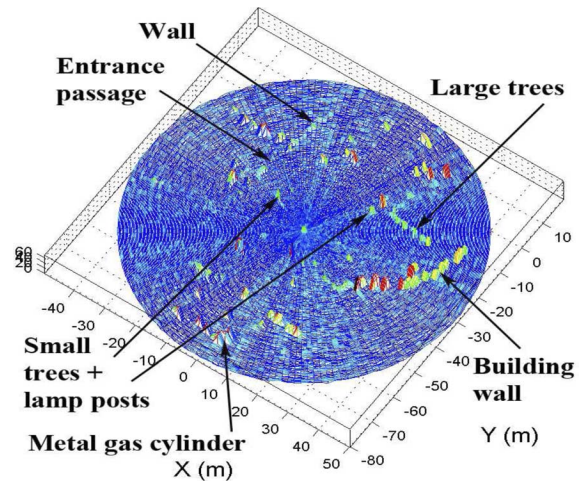 Wall
Entrance
passage
Large trees
10
0
-10
-20
-30
-40
-50
-60
-70
-80
Y (m)
60
-40
-30
-20
-10
0
10
20
30
40
50
X (m)
Small
trees +
lamp posts
Metal gas cylinder
Building
wall